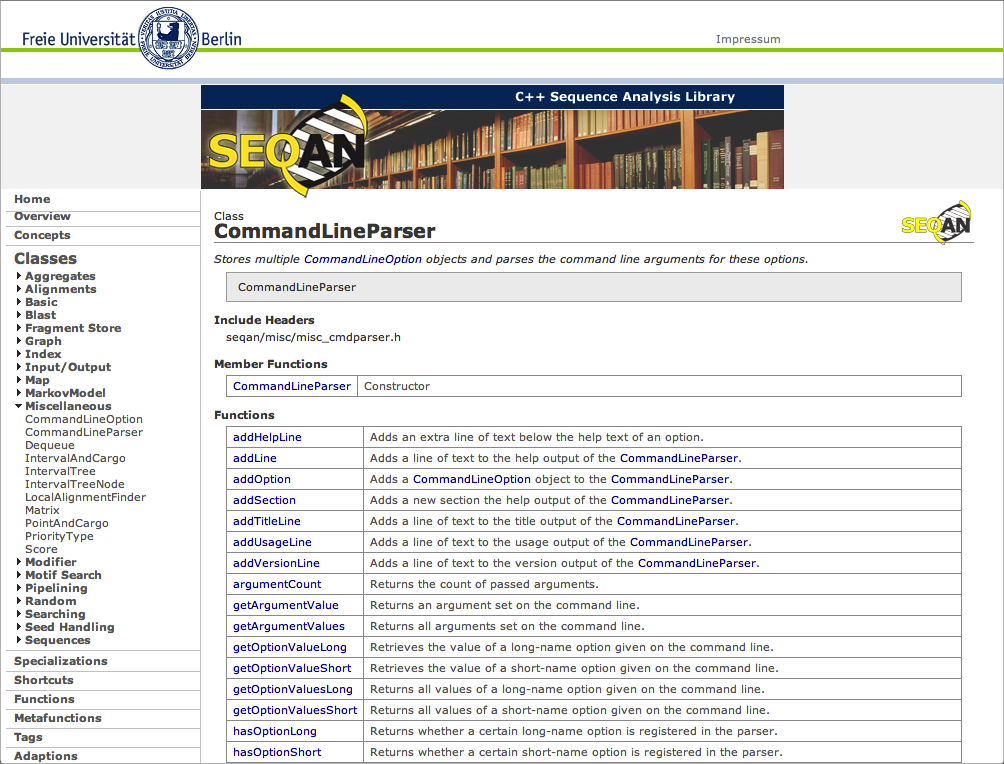 Freie Universität Berlin
Impressum
C++ Sequence Analysis Library
SEQAN
Home
Overview
Concepts
Classes
Aggregates
Alignments
Basic
Blast
Fragment Store
Graph
Index
Input/Output
Map
MarkovModel
Miscellaneous
CommandLineOption
CommandLineParser
Dequeue
IntervalAndCargo
IntervalTree
IntervalTreeNode
LocalAlignmentFinder
Matrix
PointAndCargo
PriorityType
Score
Modifier
Motif Search
Pipelining
Random
Searching
Seed Handling
Sequences
Specializations
Shortcuts
Functions
Metafunctions
Tags
Adaptions
SEQAN
Class
CommandLineParser
Stores multiple CommandLineOption objects and parses the command line arguments for these options.
CommandLineParser
Include Headers
seqan/misc/misc_cmdparser.h
Member Functions
CommandLineParser Constructor
Functions
addHelpLine Adds an extra line of text below the help text of an option.
addLine Adds a line of text to the help output of the CommandLineParser.
addOption Adds a CommandLineOption object to the CommandLineParser.
addSection Adds a new section the help output of the CommandLineParser.
addTitleLine Adds a line of text to the title output of the CommandLineParser.
addUsageLine Adds a line of text to the usage output of the CommandLineParser.
addVersionLine Adds a line of text to the version output of the CommandLineParser.
argumentCount Returns the count of passed arguments.
getArgumentValue Returns an argument set on the command line.
getArgumentValues Returns all arguments set on the command line.
getOptionValueLong Retrieves the value of a long-name option given on the command line.
getOptionValueShort Retrieves the value of a short-name option given on the command line.
getOptionValuesLong Returns all values of a long-name option given on the command line.
getOptionValuesShort Returns all values of a short-name option given on the command line.
hasOptionLong Returns whether a certain long-name option is registered in the parser.
hasOptionShort Returns whether a certain short-name option is registered in the parser.